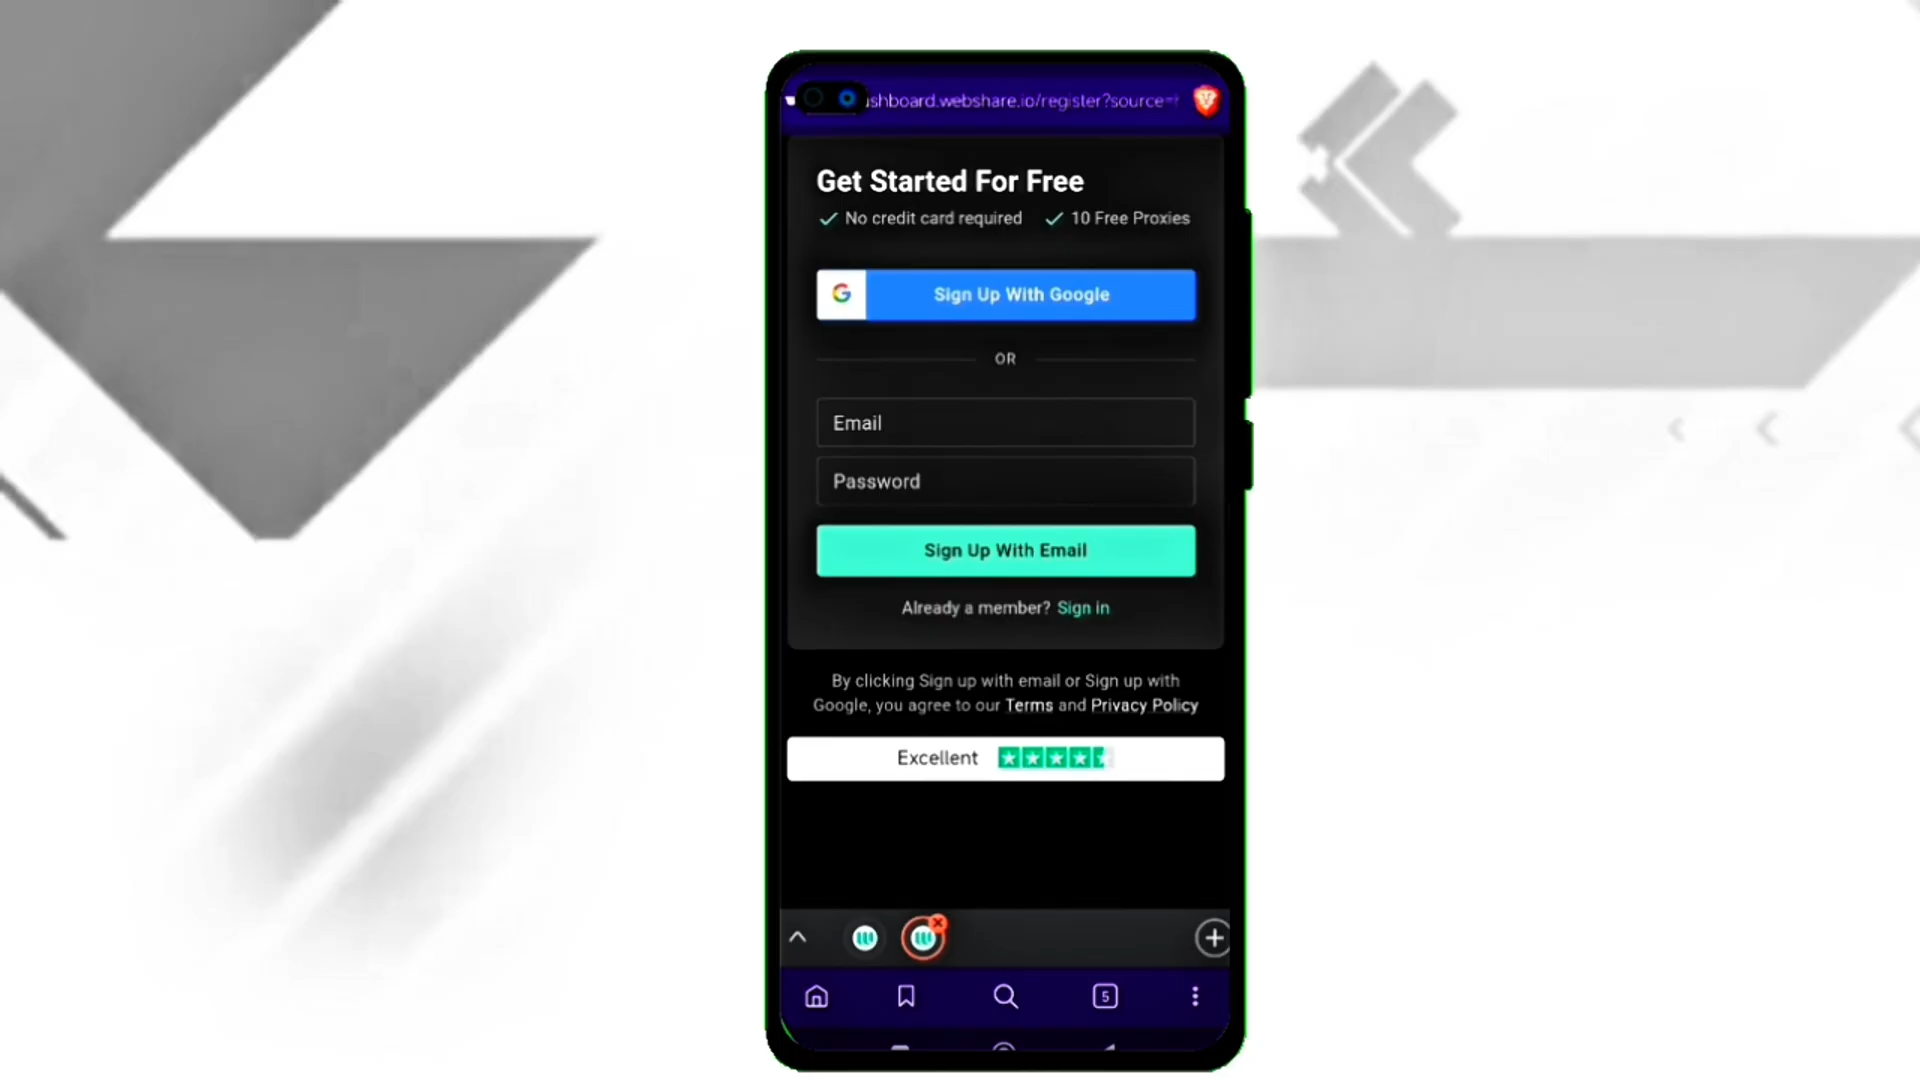 shboard.webshare.io/register?source=
Get Started For Free
No credit card required 10 Free Proxies
G Sign Up With Google
OR
Email
Password
Sign Up With Email
Already a member? Sign in
By clicking Sign up with email or Sign up with
Google, you agree to our Terms and Privacy Policy
Excellent
5